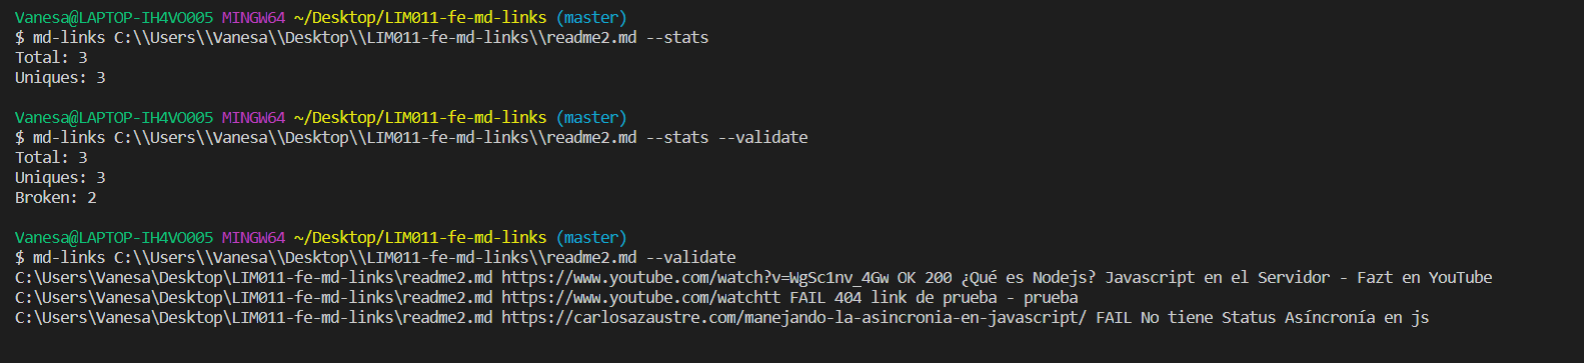 Vanesa@LAPTOP-IH4VO005 MINGW64 ~/Desktop/LIM011-fe-md-links (master)
$ md-links C:\\Users\\Vanesa\\Desktop\\LIM011-fe-md-links\\readme2.md --stats
Total: 3
Uniques: 3
Vanesa@LAPTOP-IH4VO005 MINGW64 ~/Desktop/LIM011-fe-md-links (master)
$ md-links C:\\Users\\Vanesa\\Desktop\\LIM011-fe-md-links\\readme2.md --stats --validate
Total: 3
Uniques: 3
Broken: 2
Vanesa@LAPTOP-IH4VO005 MINGW64 ~/Desktop/LIM011-fe-md-links (master)
$ md-links C:\\Users\\Vanesa\\Desktop\\LIM011-fe-md-links\\readme2.md --validate
C:\Users\Vanesa\Desktop\LIM011-fe-md-links\readme2.md https://www.youtube.com/watch?v=WgSc1nv_4Gw OK 200 ¿Qué es Nodejs? Javascript en el Servidor - Fazt en YouTube
C:\Users\Vanesa\Desktop\LIM011-fe-md-links\readme2.md https://www.youtube.com/watchtt FAIL 404 link de prueba - prueba
C:\Users\Vanesa\Desktop\LIM011-fe-md-links\readme2.md https://carlosazaustre.com/manejando-la-asincronia-en-javascript/ FAIL No tiene Status Asíncronía en js